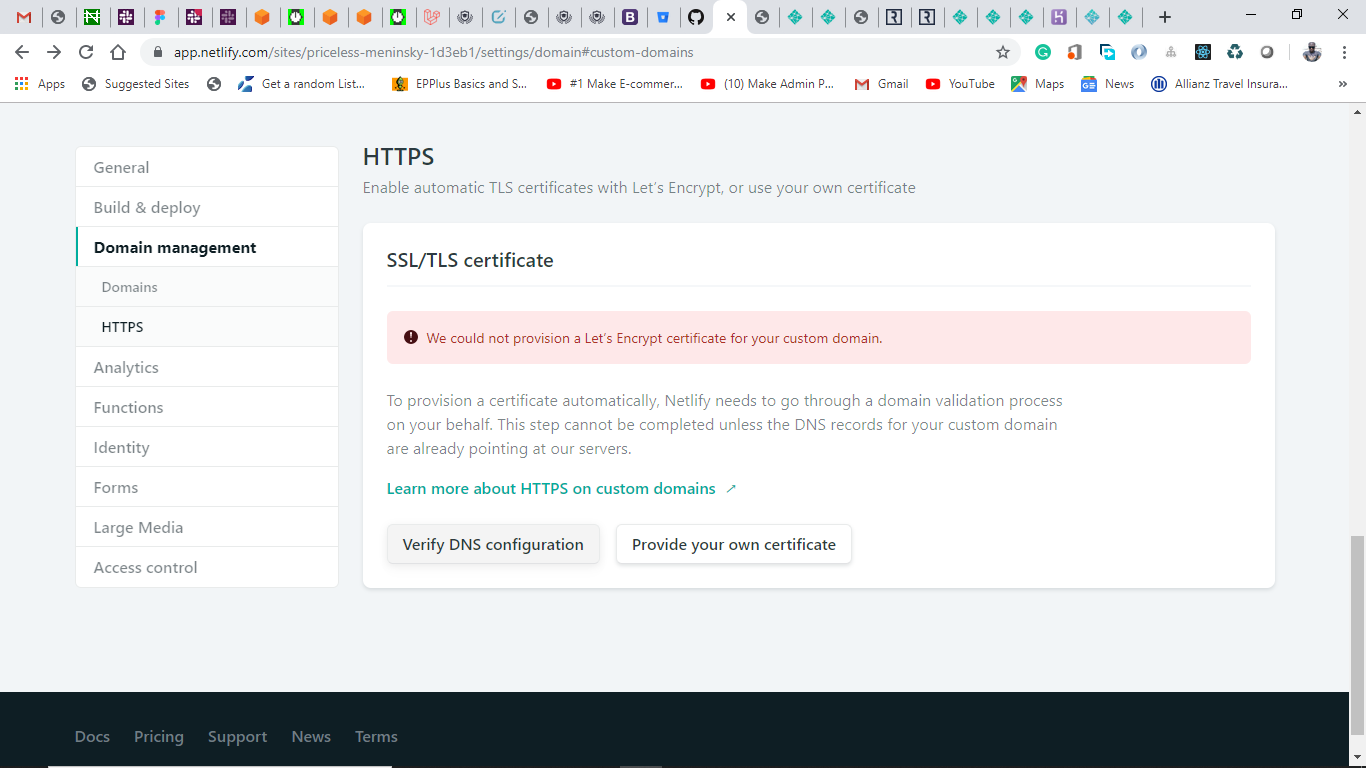 app.netlify.com/sites/priceless-meninsky-1d3eb1/settings/domain#custom-domains
Apps
Suggested Sites
Get a random List...
EPPlus Basics and S...
#1 Make E-commer...
(10) Make Admin P...
Gmail
YouTube
Maps
News
Allianz Travel Insura...
»
General
Build & deploy
Domain management
Domains
HTTPS
Analytics
Functions
Identity
Forms
Large Media
Access control
HTTPS
Enable automatic TLS certificates with Let’s Encrypt, or use your own certificate
SSL/TLS certificate
We could not provision a Let’s Encrypt certificate for your custom domain.
To provision a certificate automatically, Netlify needs to go through a domain validation process
on your behalf. This step cannot be completed unless the DNS records for your custom domain
are already pointing at our servers.
Learn more about HTTPS on custom domains
Verify DNS configuration
Provide your own certificate
Docs
Pricing
Support
News
Terms